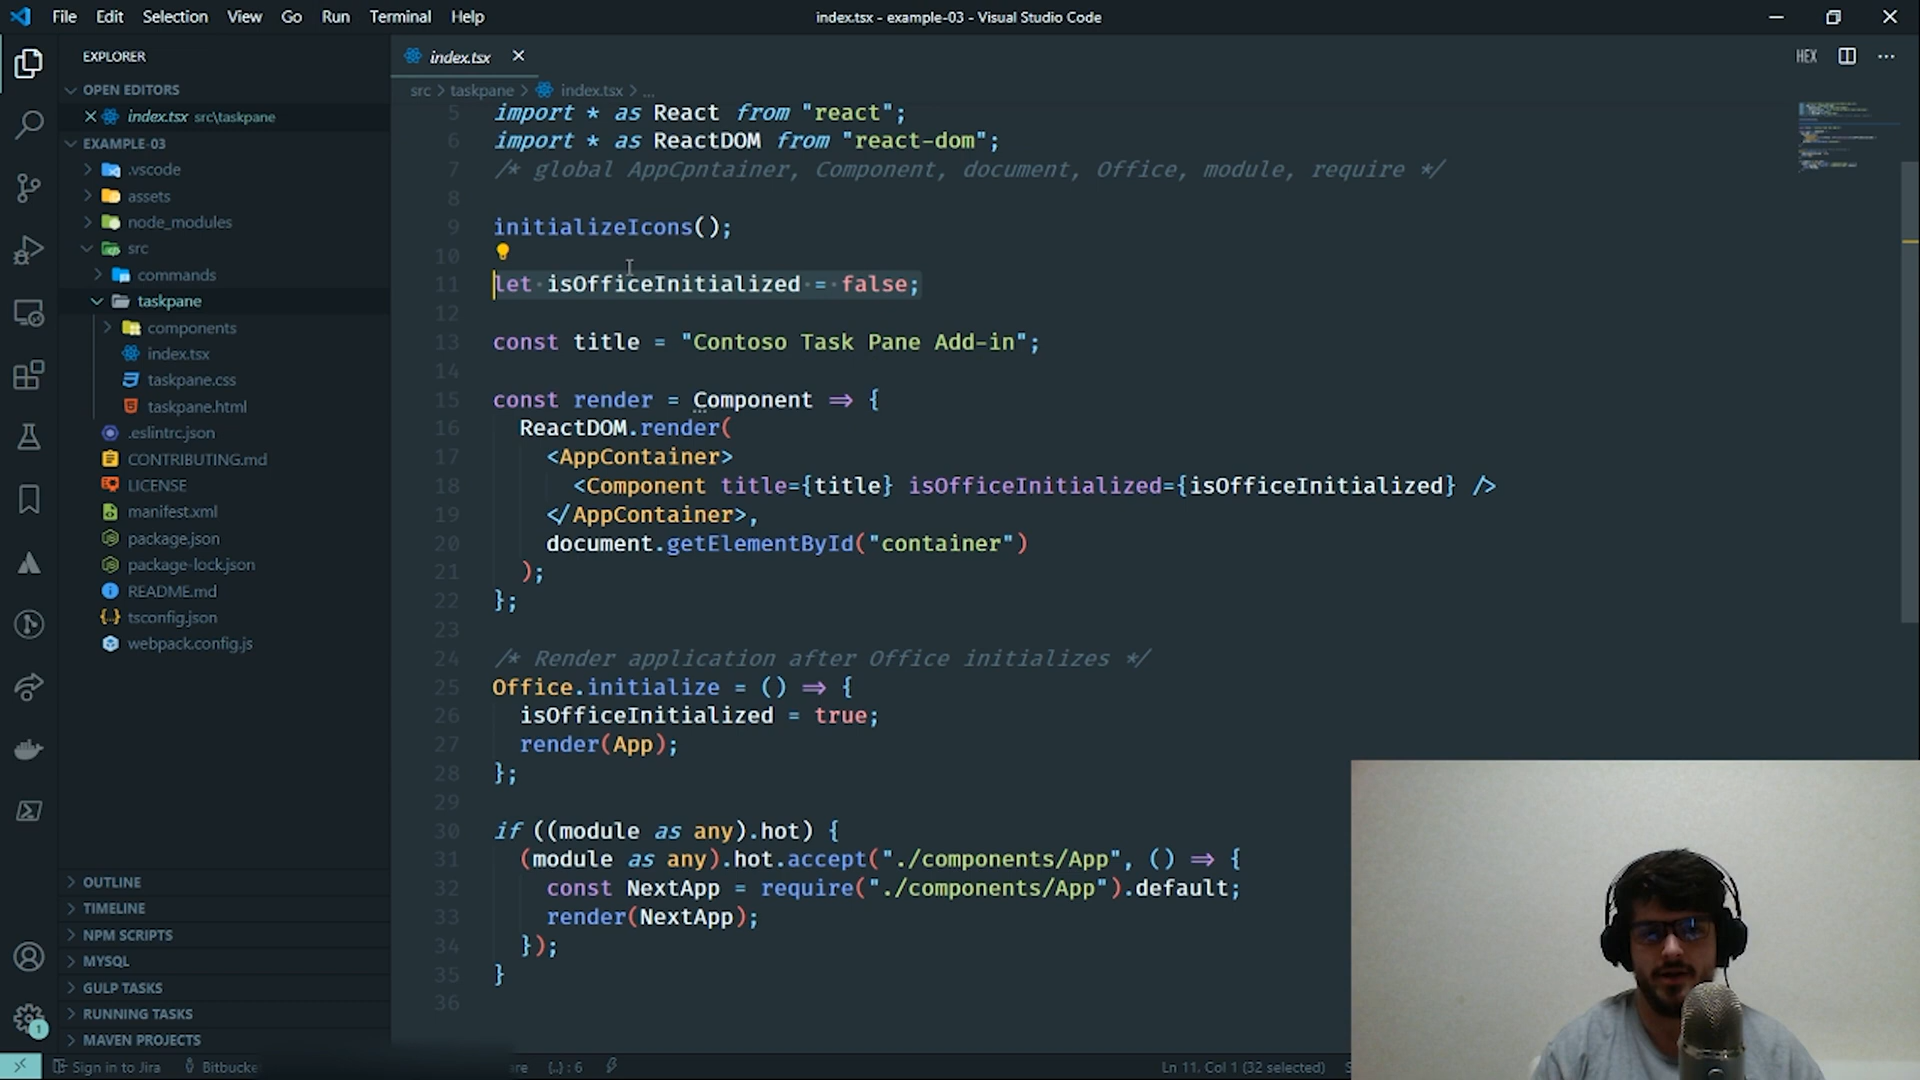 File Edit Selection View Go Run Terminal Help
index.tsx - example-03 - Visual Studio Code
EXPLORER
OPEN EDITORS
index.tsx src\taskpane
EXAMPLE-03
.vscode
assets
node_modules
src
commands
taskpane
components
index.tsx
taskpane.css
taskpane.html
.eslintrc.json
CONTRIBUTING.md
LICENSE
manifest.xml
package.json
package-lock.json
README.md
tsconfig.json
webpack.config.js
OUTLINE
TIMELINE
NPM SCRIPTS
MYSQL
GULP TASKS
RUNNING TASKS
MAVEN PROJECTS
index.tsx
HEX
src > taskpane > index.tsx > ...
5 import * as React from "react";
6 import * as ReactDOM from "react-dom";
7 /* global AppCpntainer, Component, document, Office, module, require */
8
9 initializeIcons();
10
11 let isOfficeInitialized = false;
12
13 const title = "Contoso Task Pane Add-in";
14
15 const render = Component => {
16 ReactDOM.render(
17 <AppContainer>
18 <Component title={title} isOfficeInitialized={isOfficeInitialized} />
19 </AppContainer>,
20 document.getElementById("container")
21 );
22 };
23
24 /* Render application after Office initializes */
25 Office.initialize = () => {
26 isOfficeInitialized = true;
27 render(App);
28 };
29
30 if ((module as any).hot) {
31 (module as any).hot.accept("./components/App", () => {
32 const NextApp = require("./components/App").default;
33 render(NextApp);
34 });
35 }
36
1
Sign in to Jira Bitbucke
are {..} : 6
Ln 11, Col 1 (32 selected) S